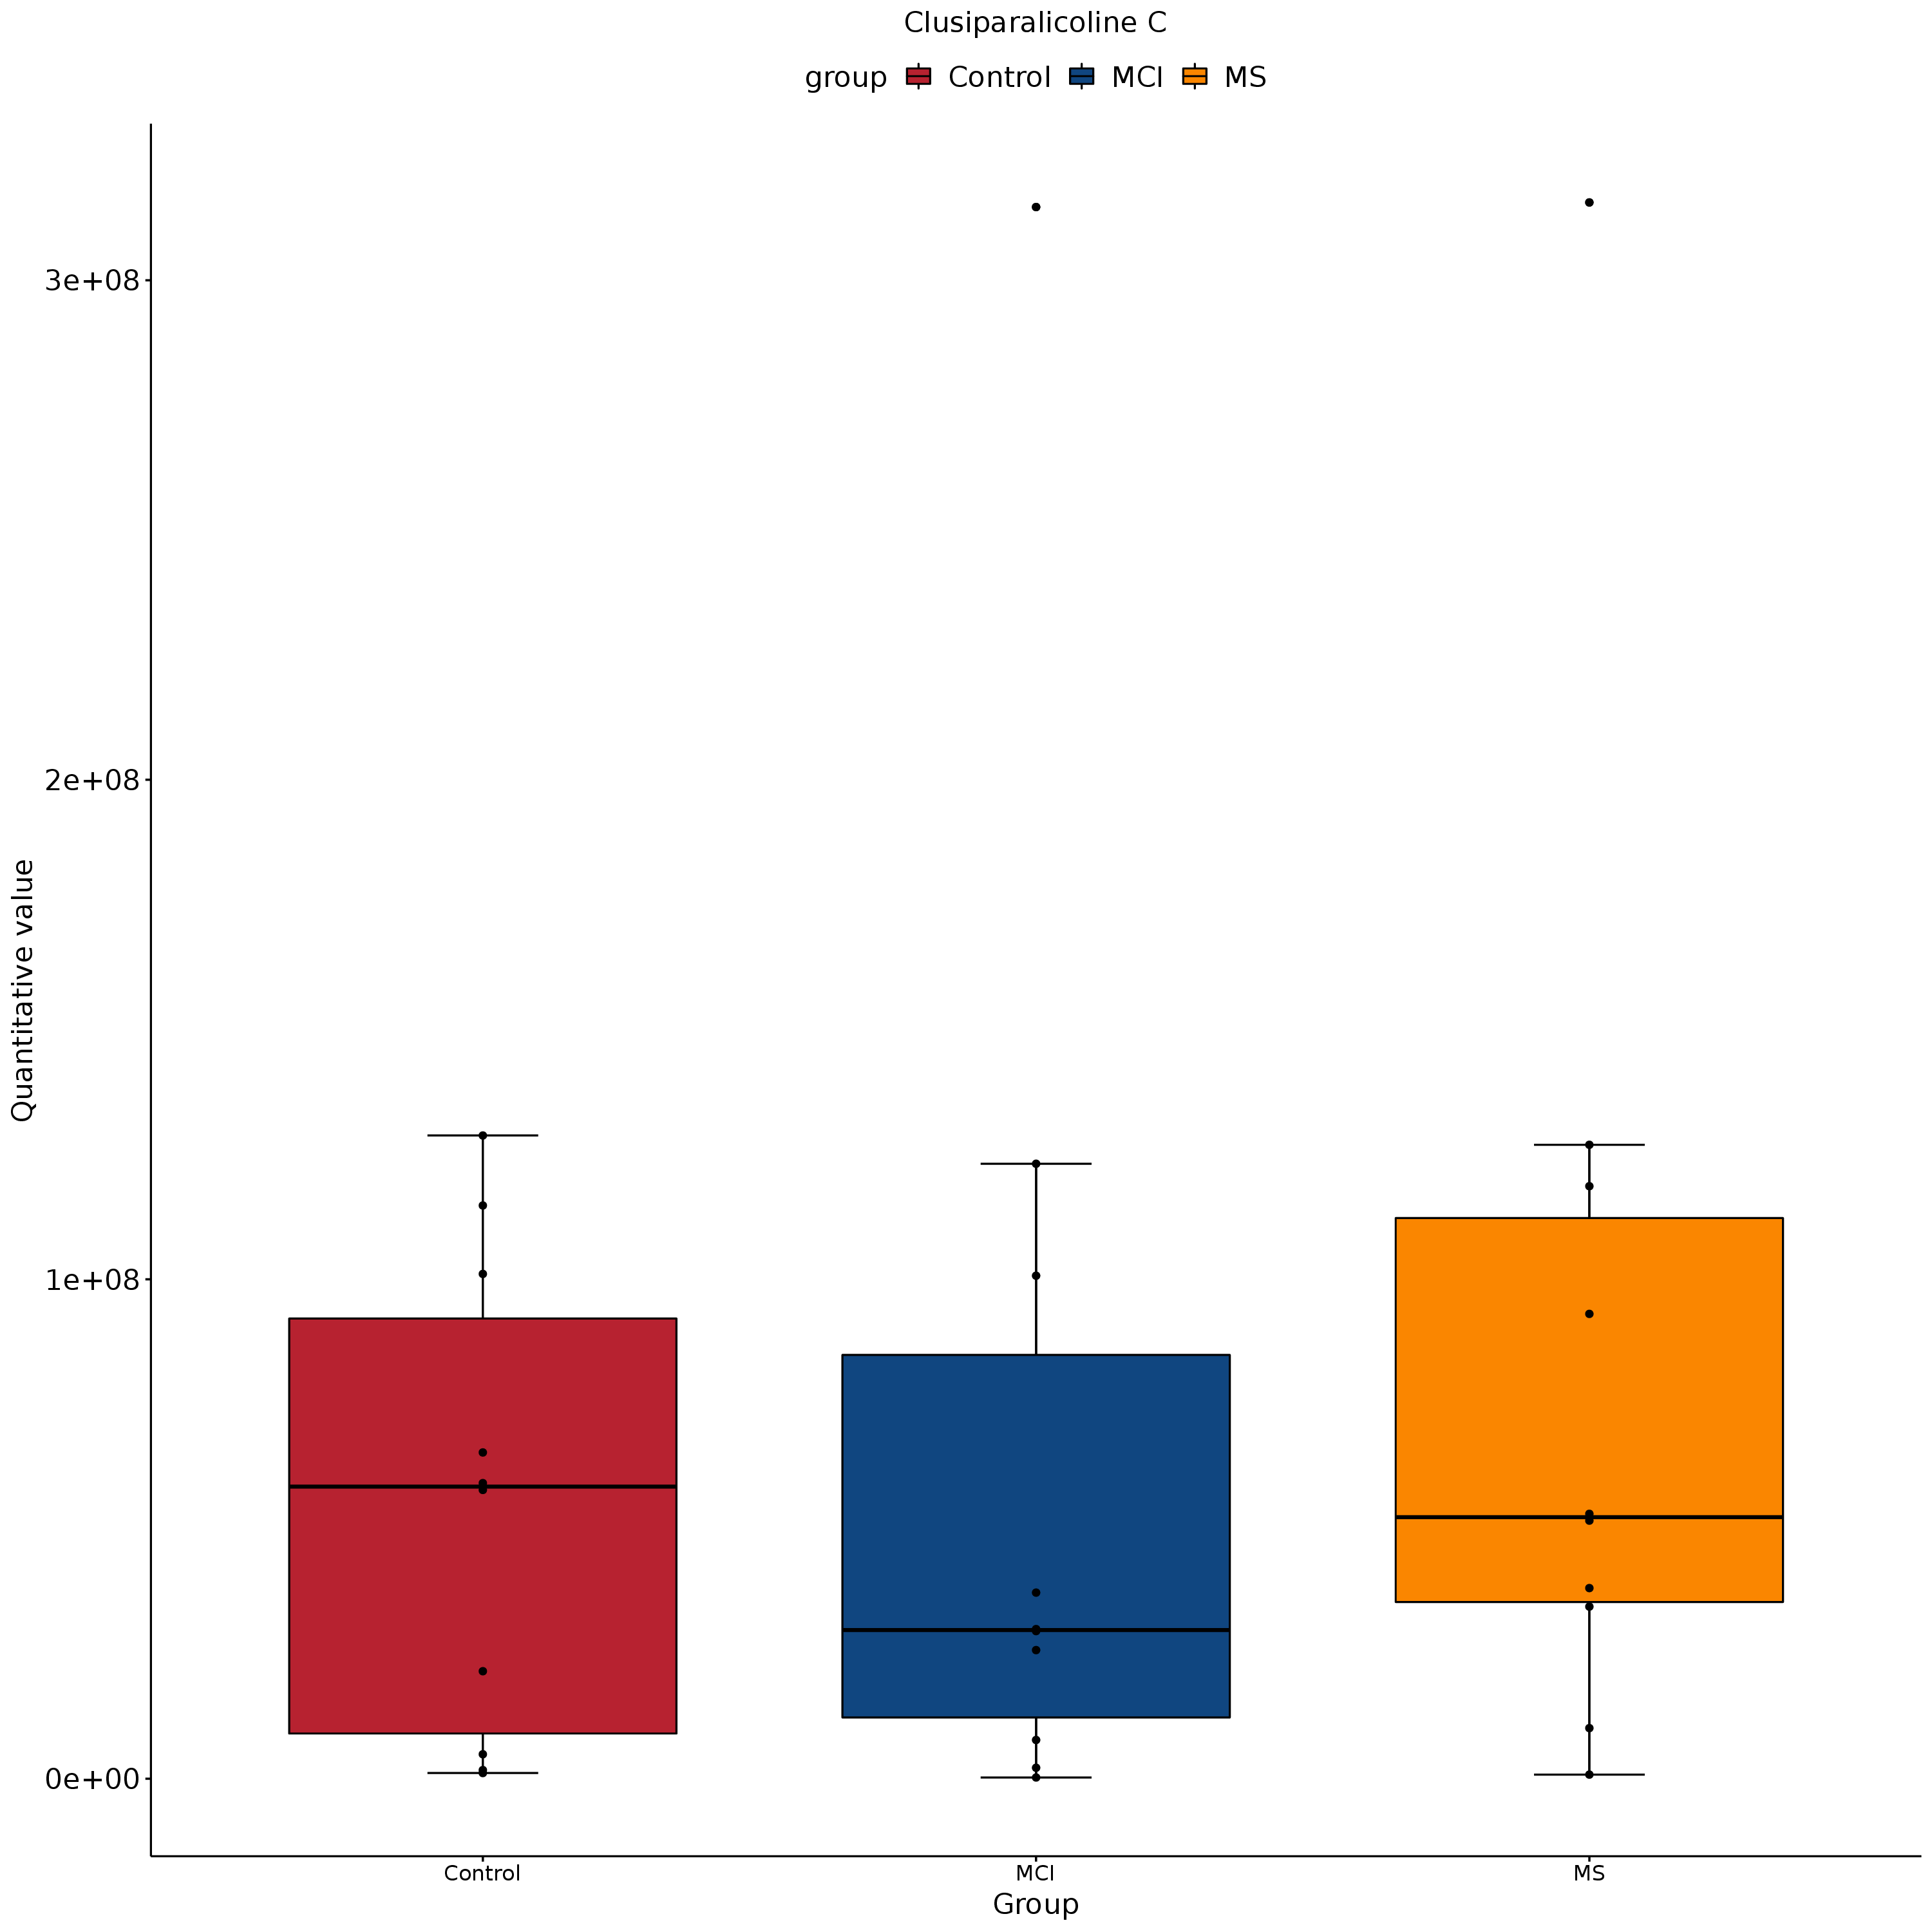 Clusiparalicoline C
group Control MCI MS
3e+08
2e+08
1e+08
0e+00
Quantitative value
Control MCI MS
Group